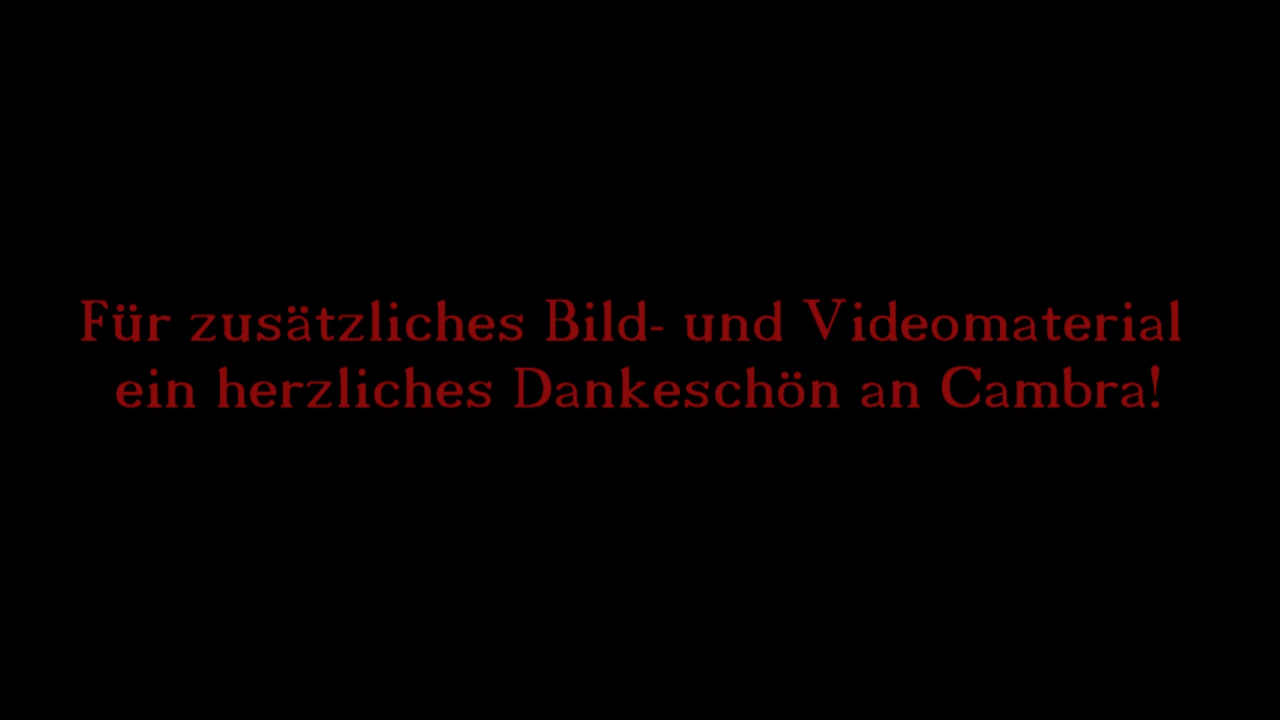 Für zusätzliches Bild- und Videomaterial
ein herzliches Dankeschön an Cambra!